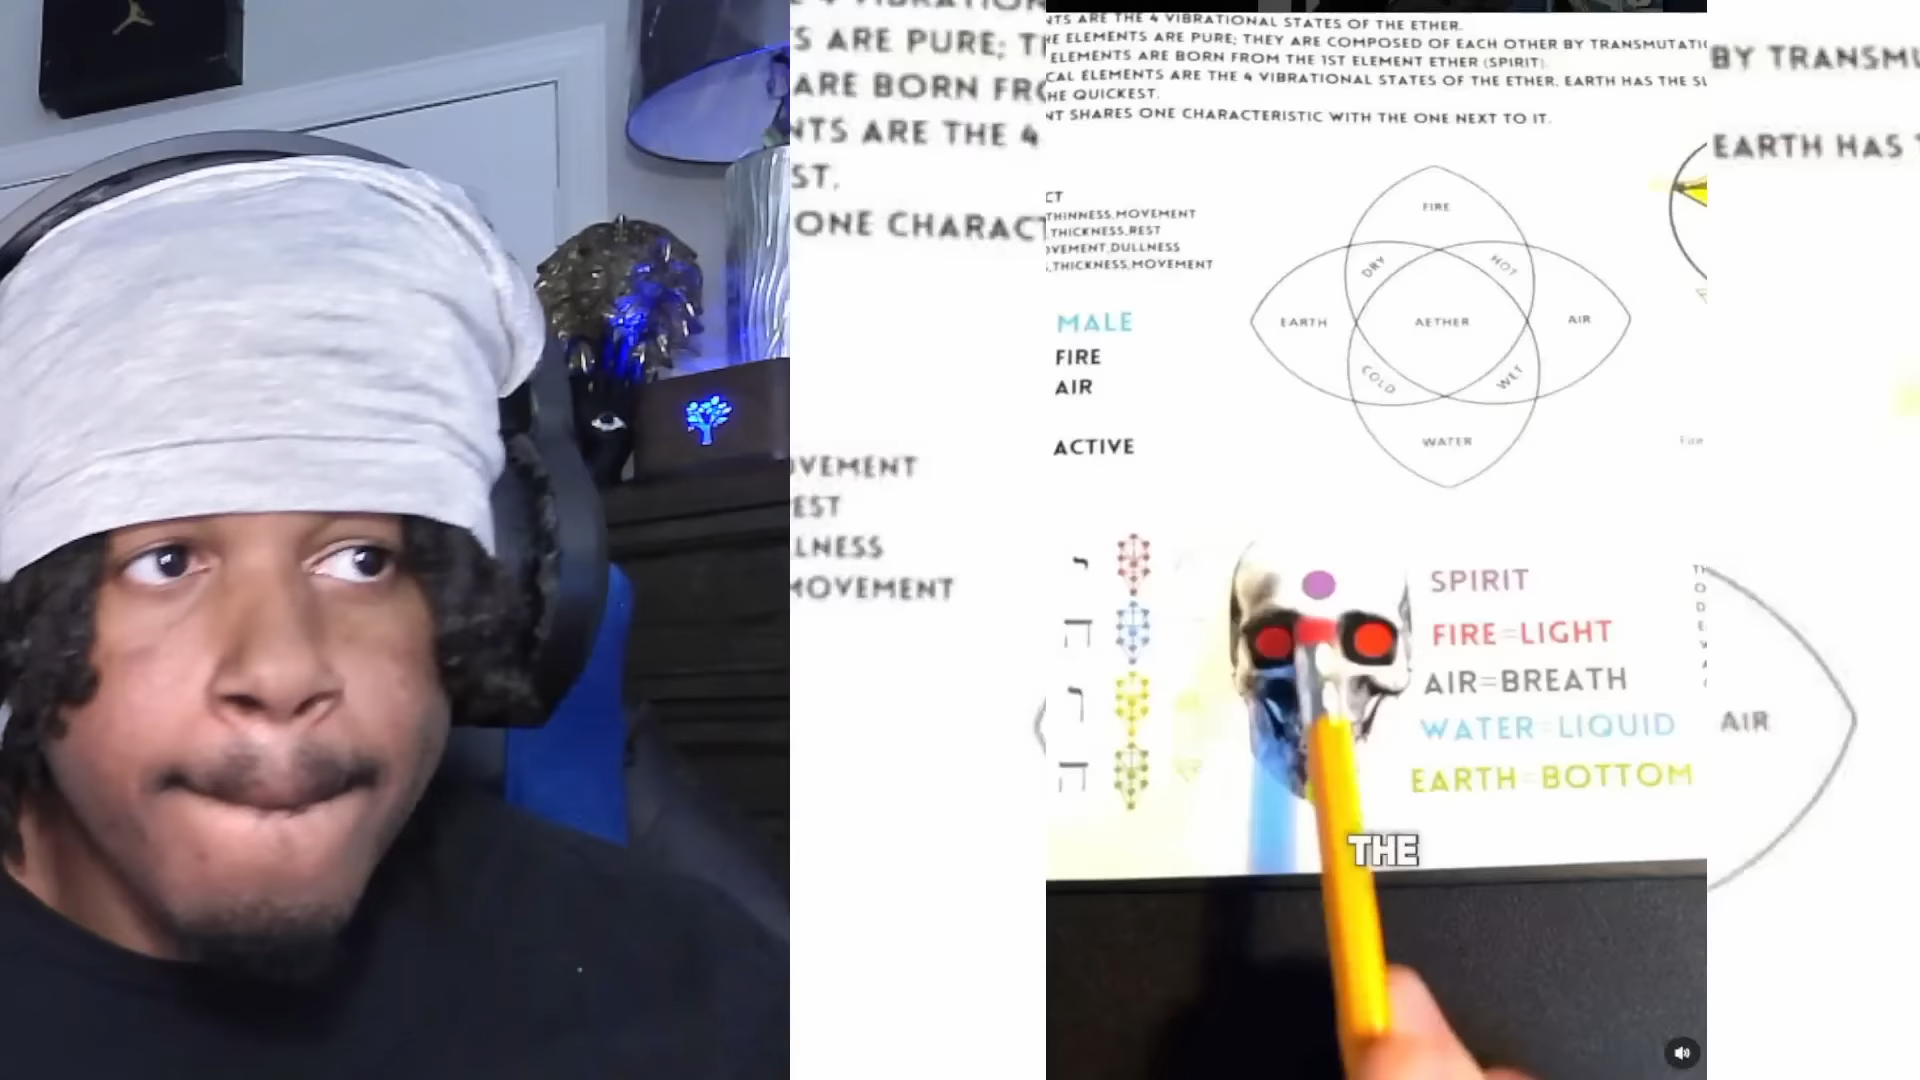 S ARE PURE; T
ARE BORN FRO
NTS ARE THE 4
ST.
ONE CHARACT
VEMENT
EST
LNESS
MOVEMENT
NTS ARE THE 4 VIBRATIONAL STATES OF THE ETHER.
E ELEMENTS ARE PURE; THEY ARE COMPOSED OF EACH OTHER BY TRANSMUTATI
ELEMENTS ARE BORN FROM THE 1ST ELEMENT ETHER (SPIRIT)
CAL ELEMENTS ARE THE 4 VIBRATIONAL STATES OF THE ETHER. EARTH HAS THE SL
HE QUICKEST.
NT SHARES ONE CHARACTERISTIC WITH THE ONE NEXT TO IT.
CT
THINNESS,MOVEMENT
,THICKNESS,REST
OVEMENT,DULLNESS
,THICKNESS,MOVEMENT
MALE
FIRE
AIR
ACTIVE
FIRE
DRY
HOT
EARTH
AETHER
AIR
COLD
WET
WATER
י
ה
ו
ה
SPIRIT
FIRE=LIGHT
AIR=BREATH
WATER=LIQUID
EARTH=BOTTOM
THE
BY TRANSMU
EARTH HAS
AIR